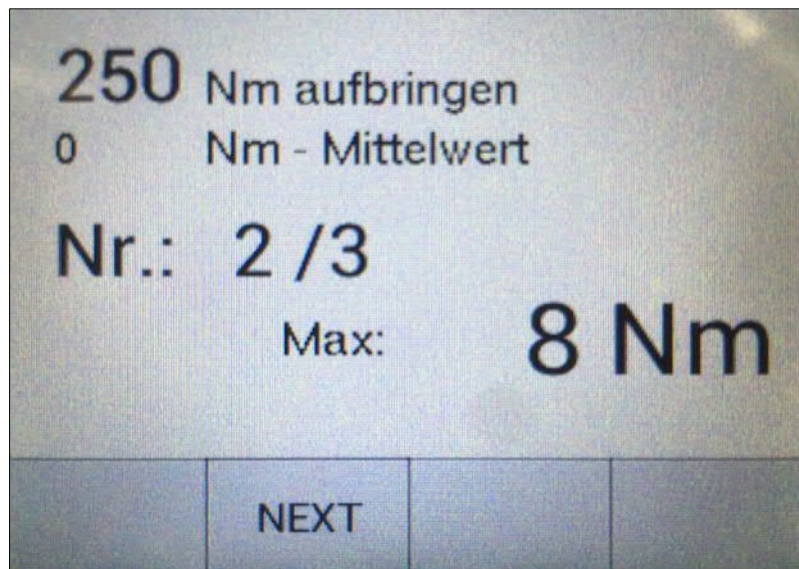 250 Nm aufbringen
0 Nm - Mittelwert
Nr.: 2 /3
Max: 8 Nm
NEXT